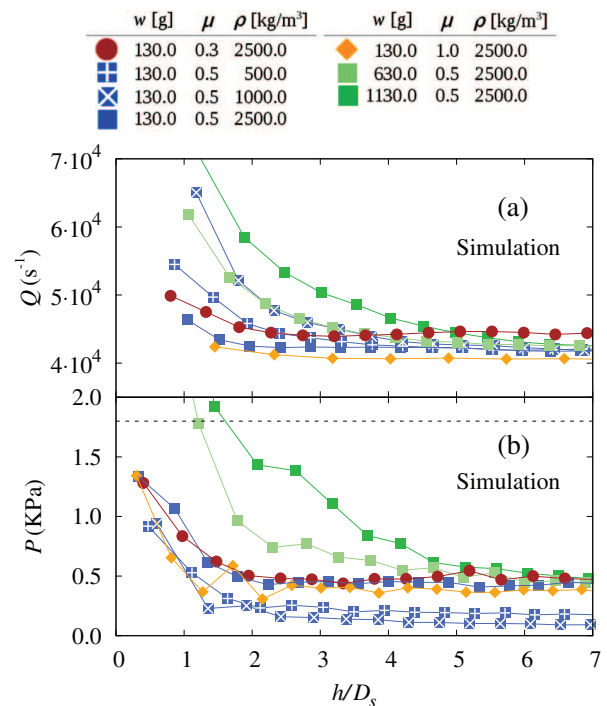 w [g] μ ρ [kg/m³] w [g] μ ρ [kg/m³]
130.0 0.3 2500.0 130.0 1.0 2500.0
130.0 0.5 500.0 630.0 0.5 2500.0
130.0 0.5 1000.0 1130.0 0.5 2500.0
130.0 0.5 2500.0
7·10⁴
(a)
6·10⁴
Simulation
Q (s⁻¹)
5·10⁴
4·10⁴
2.0
(b)
1.5
Simulation
P (KPa)
1.0
0.5
0.0
0 1 2 3 4 5 6 7
h/Dₛ